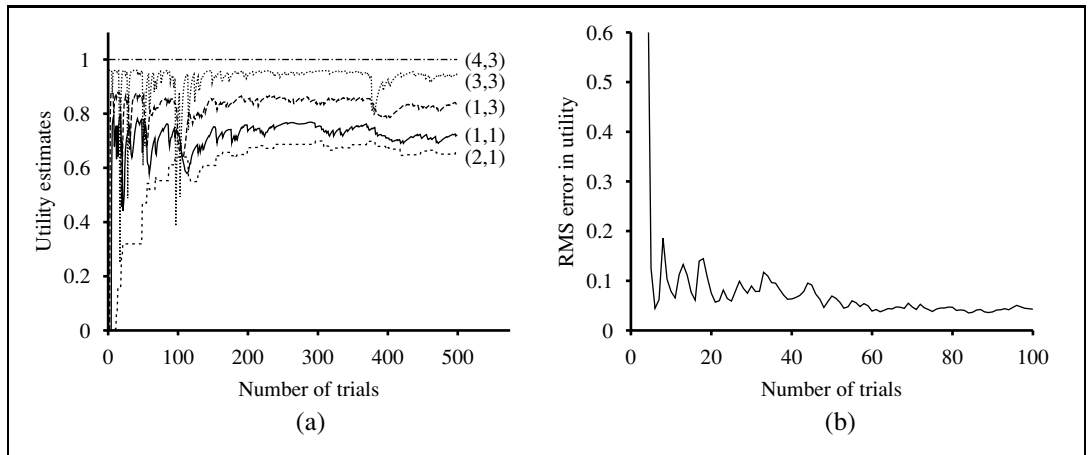 Utility estimates
1
0.8
0.6
0.4
0.2
0
0 100 200 300 400 500
Number of trials
(4,3)
(3,3)
(1,3)
(1,1)
(2,1)
(a)
RMS error in utility
0.6
0.5
0.4
0.3
0.2
0.1
0
0 20 40 60 80 100
Number of trials
(b)